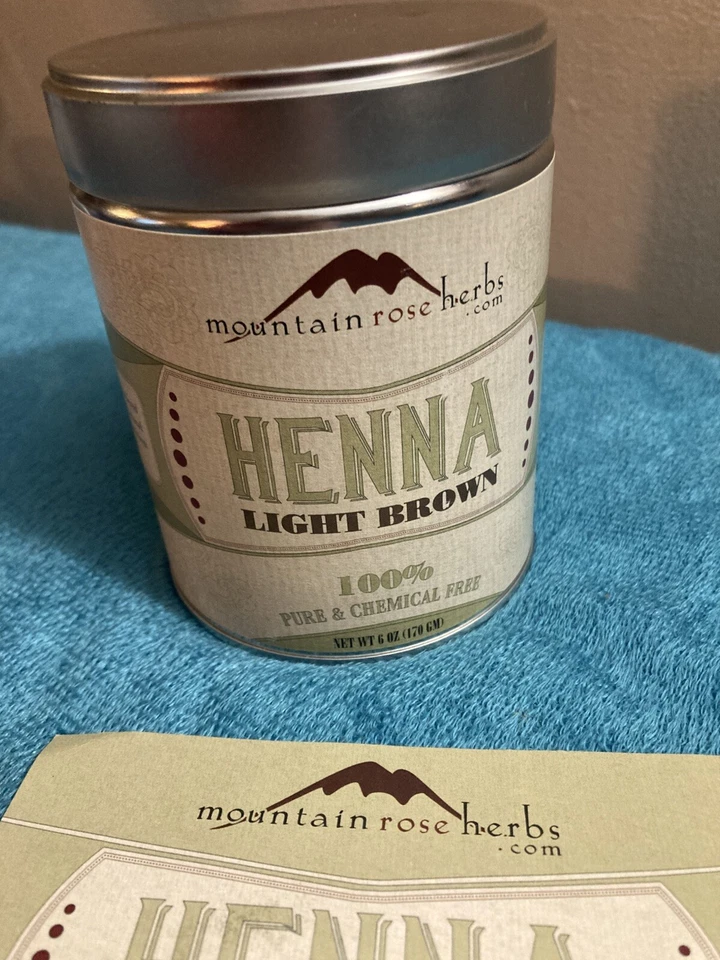 mountain rose herbs
.com
HENNA
LIGHT BROWN
100%
PURE & CHEMICAL FREE
NET WT 6 OZ (170 GM)
mountain rose herbs
.com
HENNA